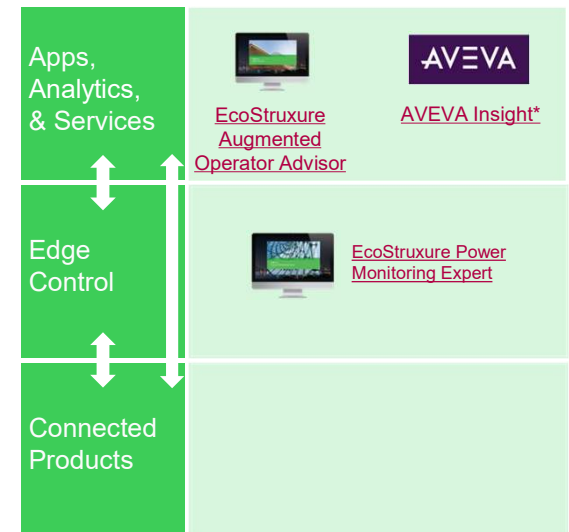 Apps,
Analytics,
& Services
EcoStruxure
Augmented
Operator Advisor
AVEVA
AVEVA Insight*
Edge
Control
EcoStruxure Power
Monitoring Expert
Connected
Products